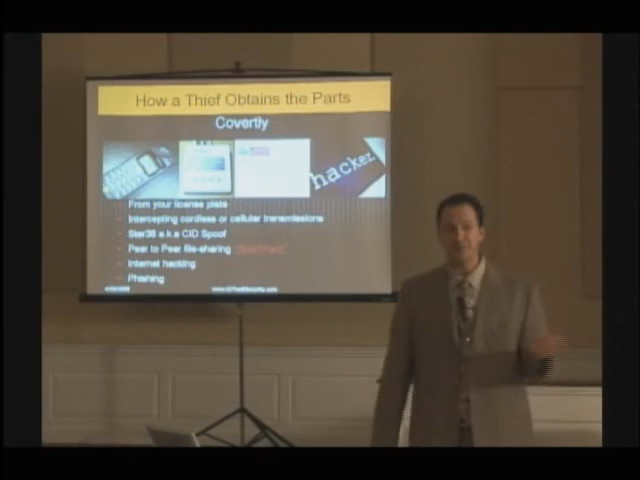 How a Thief Obtains the Parts
Covertly
hacker
From your license plate
Intercepting cordless or cellular transmissions
Star38 a.k.a CID Spoof
Peer to Peer file-sharing
Internet hacking
Phishing